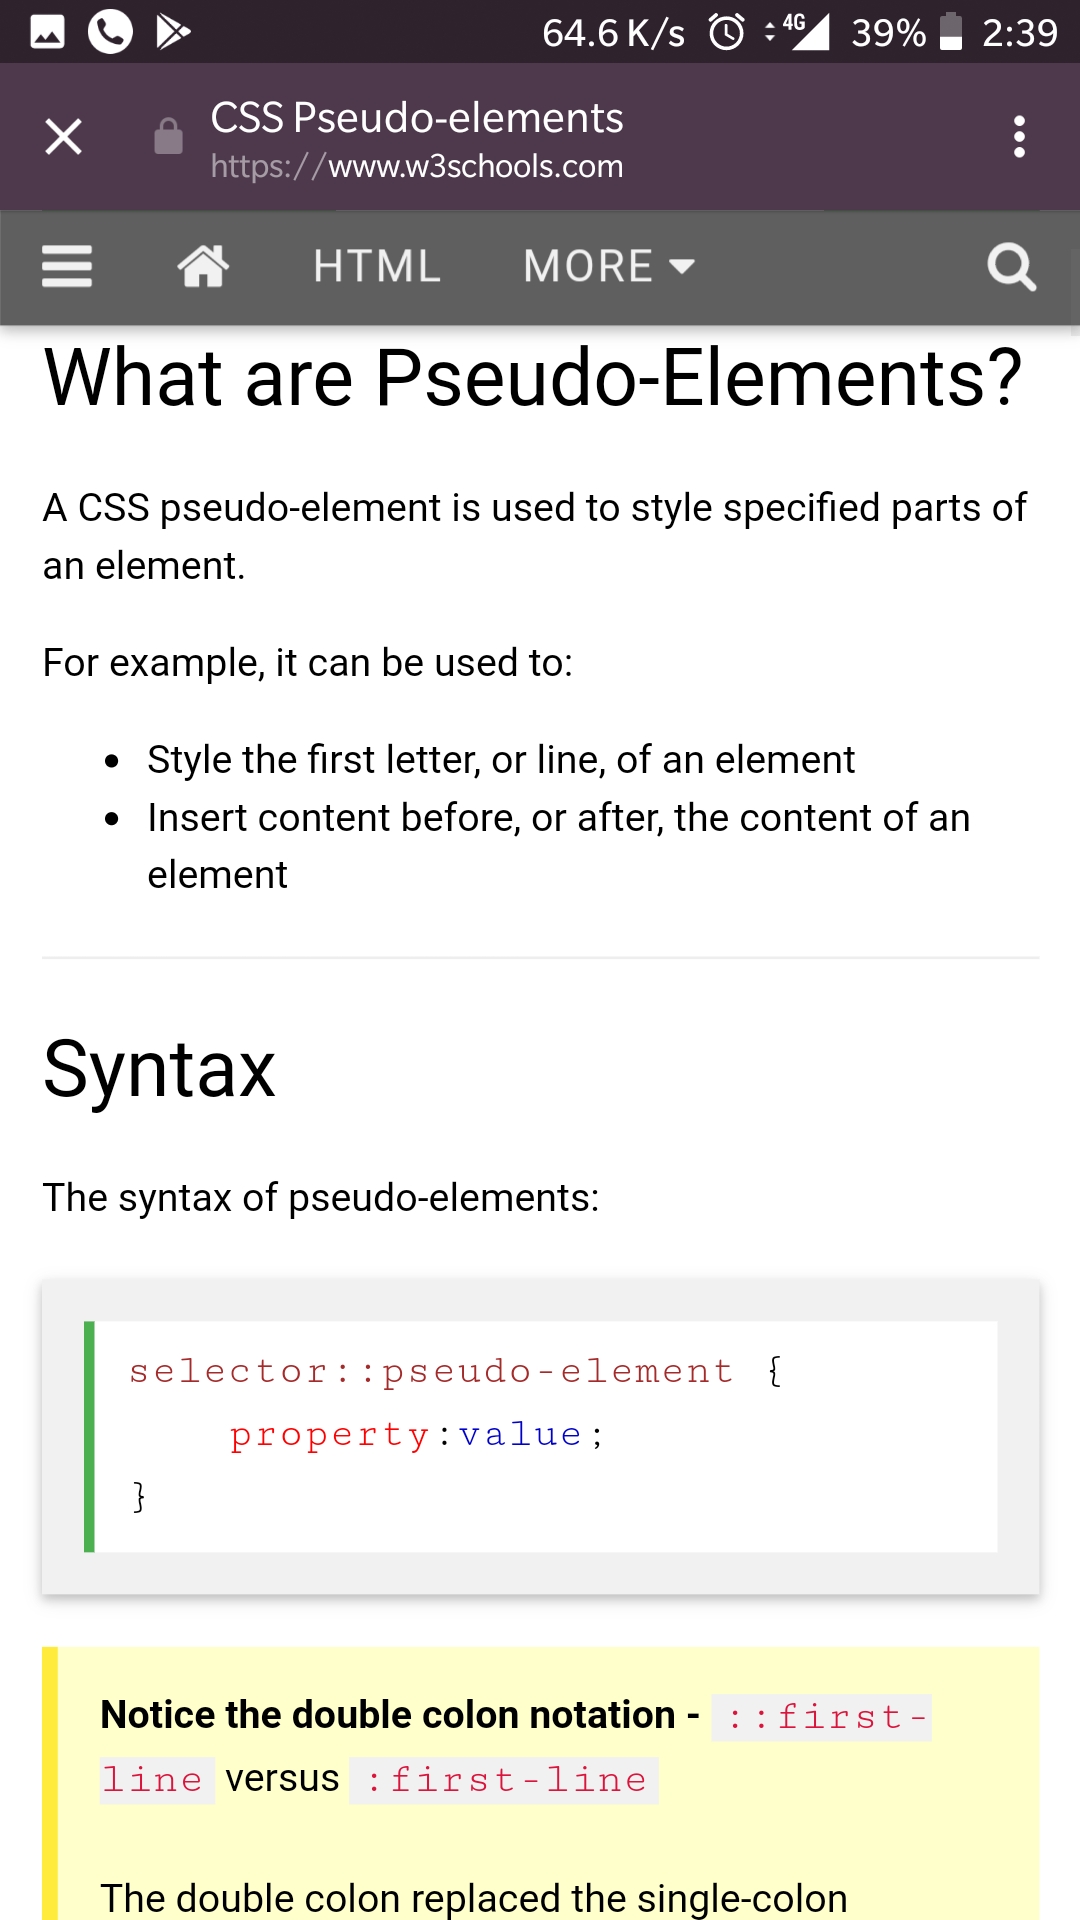 64.6 K/s 4G 39% 2:39
CSS Pseudo-elements
https://www.w3schools.com
HTML MORE
What are Pseudo-Elements?
A CSS pseudo-element is used to style specified parts of
an element.
For example, it can be used to:
• Style the first letter, or line, of an element
• Insert content before, or after, the content of an
element
Syntax
The syntax of pseudo-elements:
selector::pseudo-element {
property:value;
}
Notice the double colon notation - ::first-
line versus :first-line
The double colon replaced the single-colon